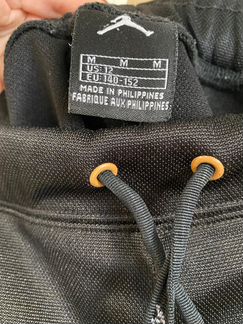 M M M
US: 12
EU: 140-152
MADE IN PHILIPPINES
FABRIQUE AUX PHILIPPINES